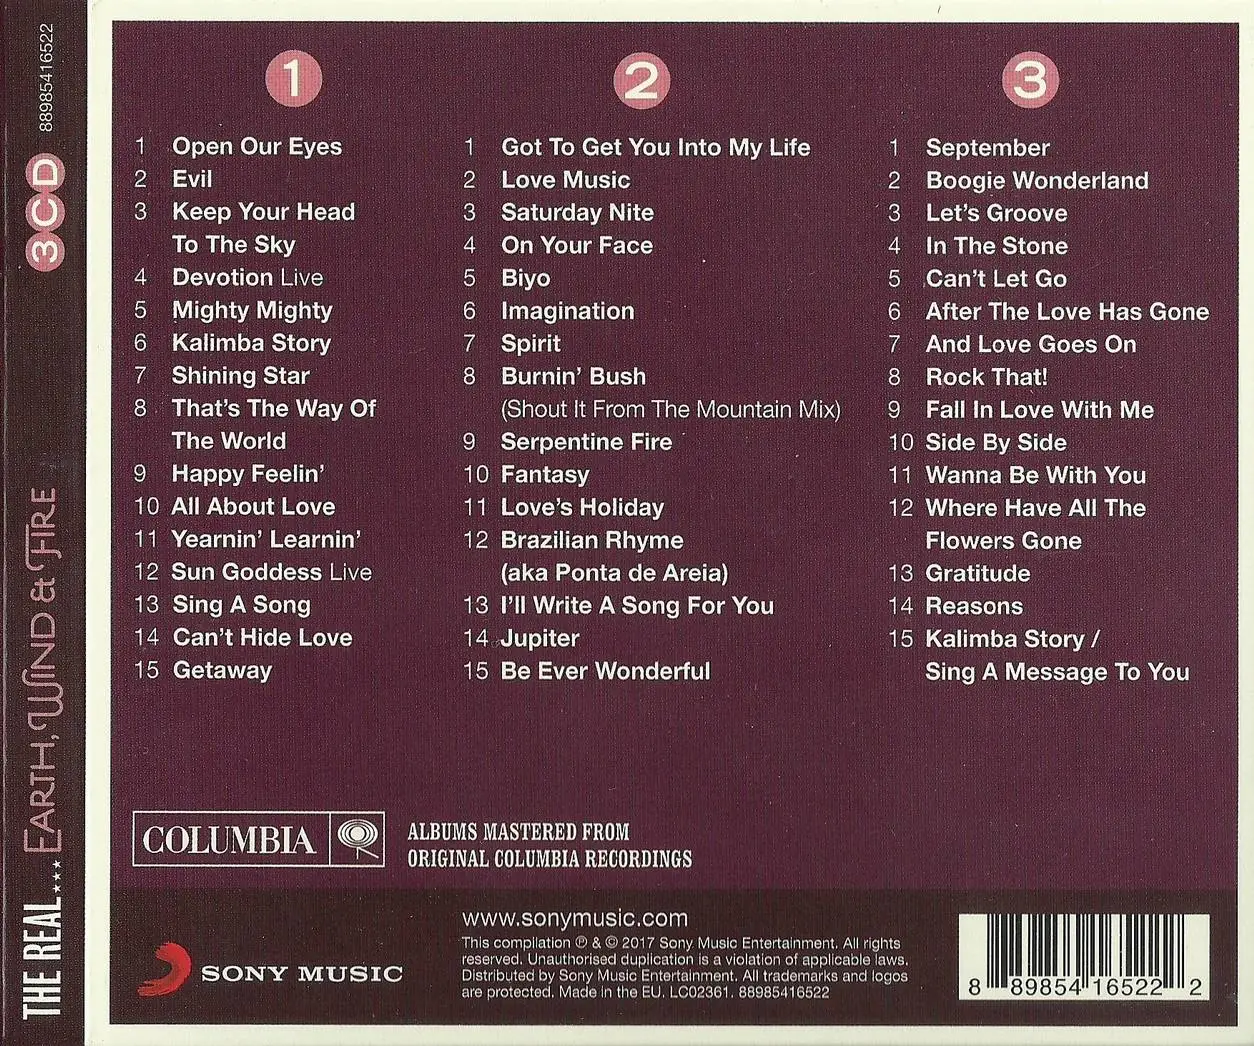 88985416522
3CD
THE REAL... EARTH, WIND & FIRE
1
1 Open Our Eyes
2 Evil
3 Keep Your Head
To The Sky
4 Devotion Live
5 Mighty Mighty
6 Kalimba Story
7 Shining Star
8 That's The Way Of
The World
9 Happy Feelin'
10 All About Love
11 Yearnin' Learnin'
12 Sun Goddess Live
13 Sing A Song
14 Can't Hide Love
15 Getaway
2
1 Got To Get You Into My Life
2 Love Music
3 Saturday Nite
4 On Your Face
5 Biyo
6 Imagination
7 Spirit
8 Burnin' Bush
(Shout It From The Mountain Mix)
9 Serpentine Fire
10 Fantasy
11 Love's Holiday
12 Brazilian Rhyme
(aka Ponta de Areia)
13 I'll Write A Song For You
14 Jupiter
15 Be Ever Wonderful
3
1 September
2 Boogie Wonderland
3 Let's Groove
4 In The Stone
5 Can't Let Go
6 After The Love Has Gone
7 And Love Goes On
8 Rock That!
9 Fall In Love With Me
10 Side By Side
11 Wanna Be With You
12 Where Have All The
Flowers Gone
13 Gratitude
14 Reasons
15 Kalimba Story /
Sing A Message To You
COLUMBIA
ALBUMS MASTERED FROM
ORIGINAL COLUMBIA RECORDINGS
SONY MUSIC
www.sonymusic.com
This compilation ℗ & © 2017 Sony Music Entertainment. All rights
reserved. Unauthorised duplication is a violation of applicable laws.
Distributed by Sony Music Entertainment. All trademarks and logos
are protected. Made in the EU. LC02361. 88985416522
8 89854 16522 2